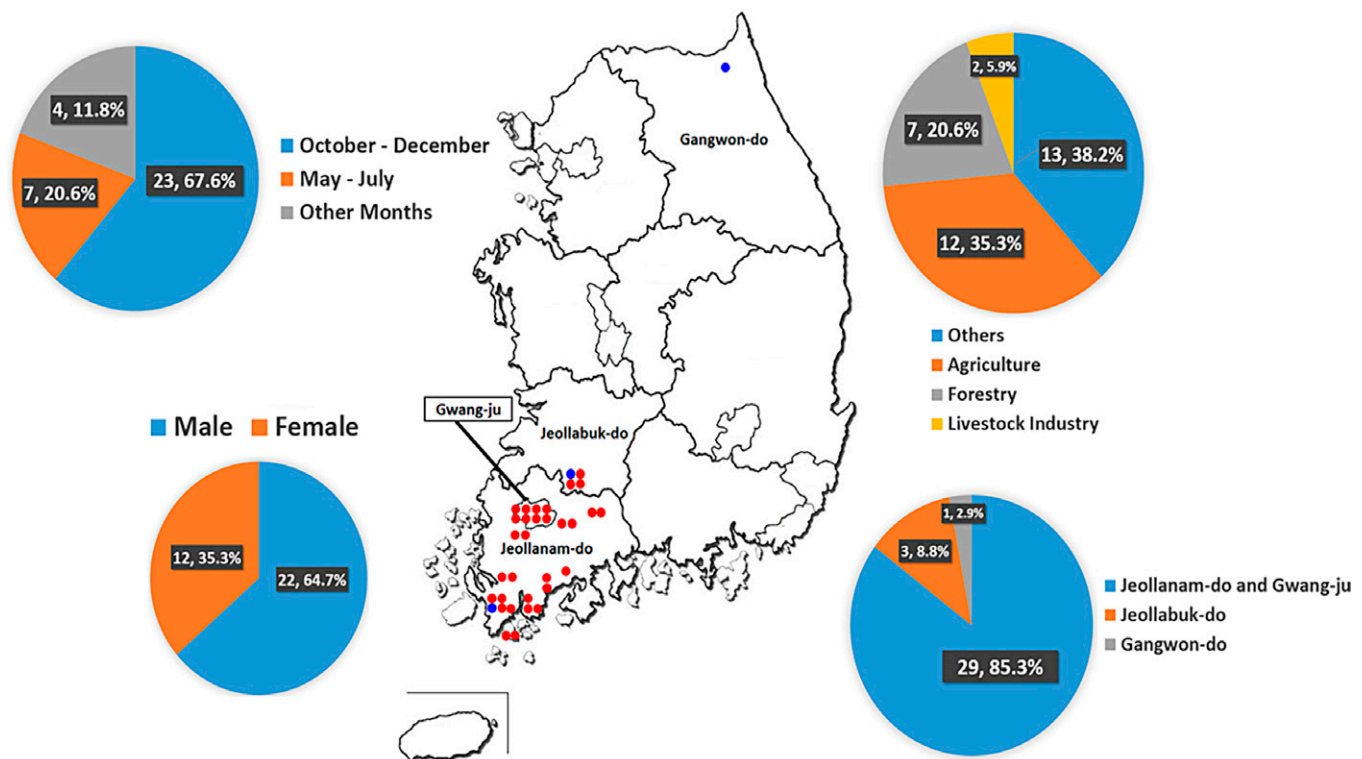 4, 11.8%
7, 20.6%
23, 67.6%
October - December
May - July
Other Months
Gangwon-do
2, 5.9%
7, 20.6%
13, 38.2%
12, 35.3%
Others
Agriculture
Forestry
Livestock Industry
Gwang-ju
Jeollabuk-do
Jeollanam-do
Male Female
12, 35.3%
22, 64.7%
1, 2.9%
3, 8.8%
29, 85.3%
Jeollanam-do and Gwang-ju
Jeollabuk-do
Gangwon-do